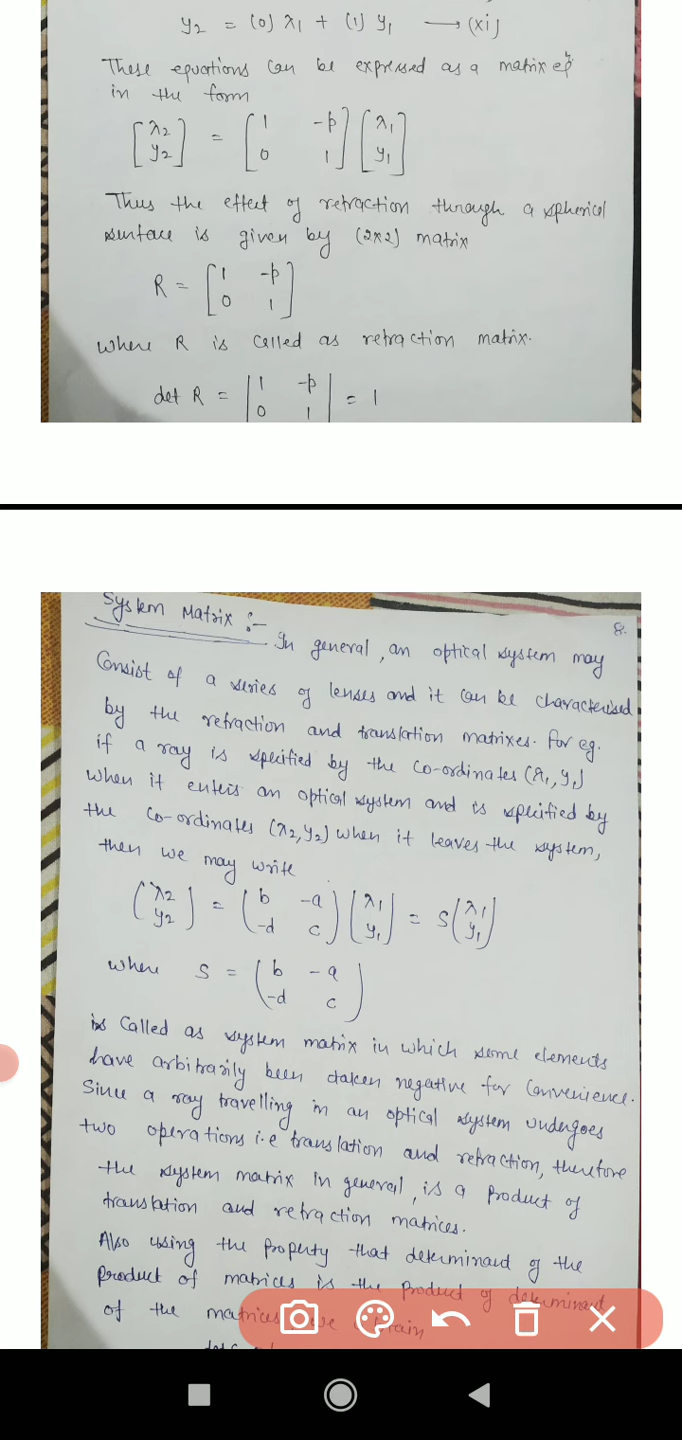 y₂ = (0) λ₁ + (1) y₁ ⟶ (xi)
These equations can be expressed as a matrix eqⁿ
in the form
[λ₂ y₂] = [1 -p 0 1] [λ₁ y₁]
Thus the effect of refraction through a spherical
surface is given by (2x2) matrix
R = [1 -p 0 1]
where R is called as refraction matrix.
det R = |1 -p 0 1| = 1
System Matrix :-
8.
In general, an optical system may
Consist of a series of lenses and it can be characterised
by the refraction and translation matrixes. for eg.
if a ray is specified by the co-ordinates (λ₁, y₁)
when it enters an optical system and is specified by
the co-ordinates (λ₂, y₂) when it leaves the system,
then we may write
(λ₂ y₂) = (b -a -d c) [λ₁ y₁] = S(λ₁ y₁)
where S = (b -a -d c)
is called as system matrix in which some elements
have arbitrarily been taken negative for convenience.
Since a ray travelling in an optical system undergoes
two operations i.e translation and refraction, therefore
the system matrix in general, is a product of
translation and refraction matrices.
Also using the property that determinant of the
product of matrices is the product of determinant
of the matrices we obtain